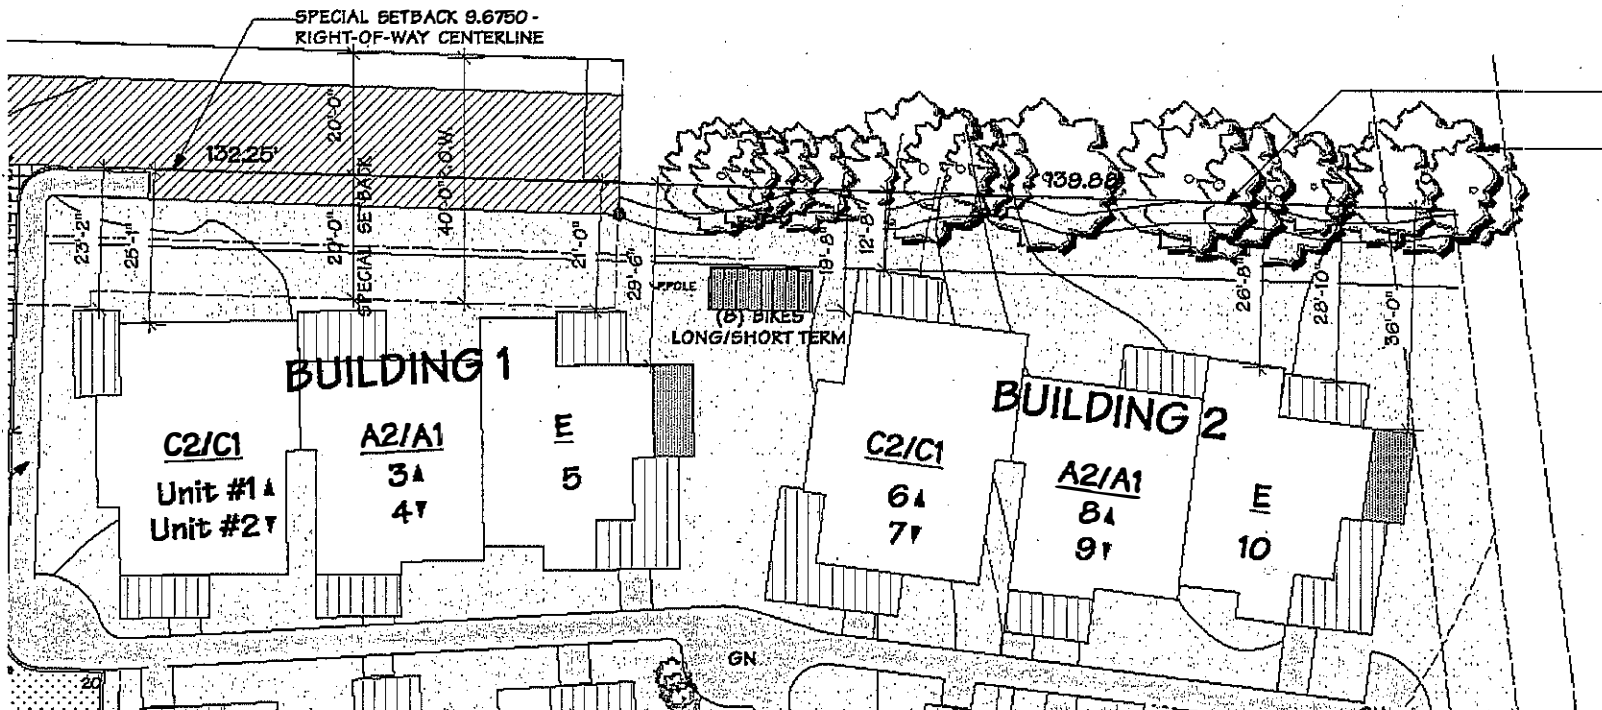 SPECIAL SETBACK 9.6750 -
RIGHT-OF-WAY CENTERLINE
132.25'
20'-0"
SPECIAL SETBACK
40'-0" R.O.W.
939.88
23'-2"
25'-1"
20'-0"
21'-0"
29'-6"
P.POLE
19'-8"
12'-8"
26'-8"
28'-10"
36'-0"
(8) BIKES
LONG/SHORT TERM
BUILDING 1
C2/C1
Unit #1▲
Unit #2▼
A2/A1
3▲
4▼
E
5
BUILDING 2
C2/C1
6▲
7▼
A2/A1
8▲
9▼
E
10
GN
20